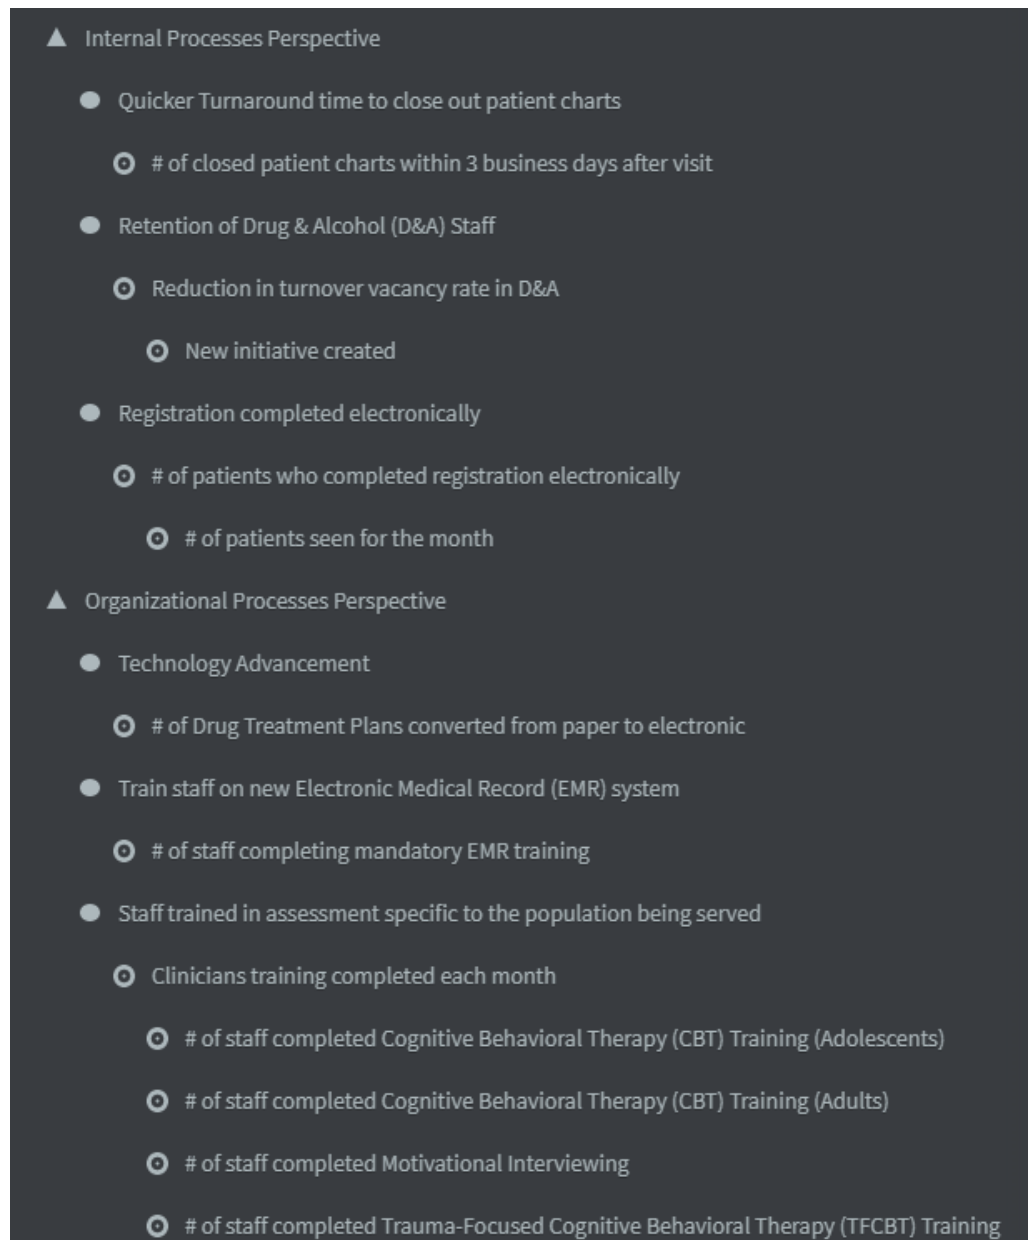 Internal Processes Perspective
Quicker Turnaround time to close out patient charts
# of closed patient charts within 3 business days after visit
Retention of Drug & Alcohol (D&A) Staff
Reduction in turnover vacancy rate in D&A
New initiative created
Registration completed electronically
# of patients who completed registration electronically
# of patients seen for the month
Organizational Processes Perspective
Technology Advancement
# of Drug Treatment Plans converted from paper to electronic
Train staff on new Electronic Medical Record (EMR) system
# of staff completing mandatory EMR training
Staff trained in assessment specific to the population being served
Clinicians training completed each month
# of staff completed Cognitive Behavioral Therapy (CBT) Training (Adolescents)
# of staff completed Cognitive Behavioral Therapy (CBT) Training (Adults)
# of staff completed Motivational Interviewing
# of staff completed Trauma-Focused Cognitive Behavioral Therapy (TFCBT) Training